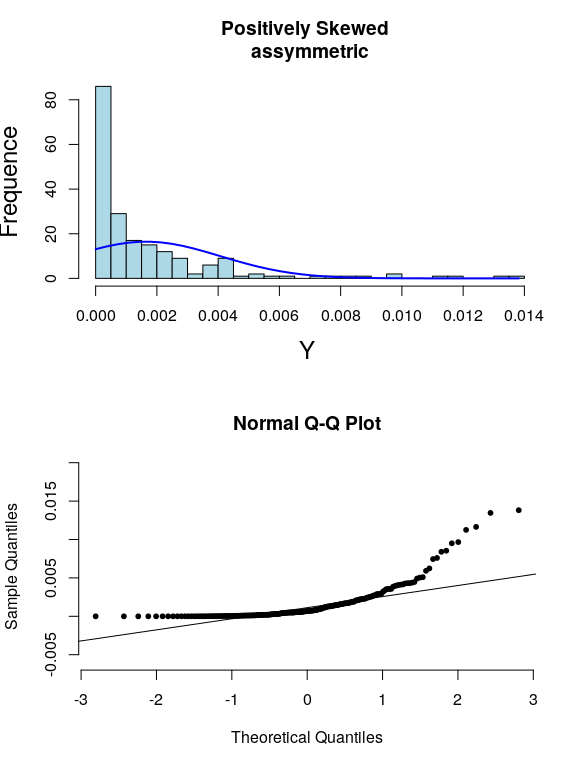 Positively Skewed
assymmetric
Frequence
80
60
40
20
0
0.000 0.002 0.004 0.006 0.008 0.010 0.012 0.014
Y
Normal Q-Q Plot
Sample Quantiles
0.015
0.005
-0.005
-3 -2 -1 0 1 2 3
Theoretical Quantiles